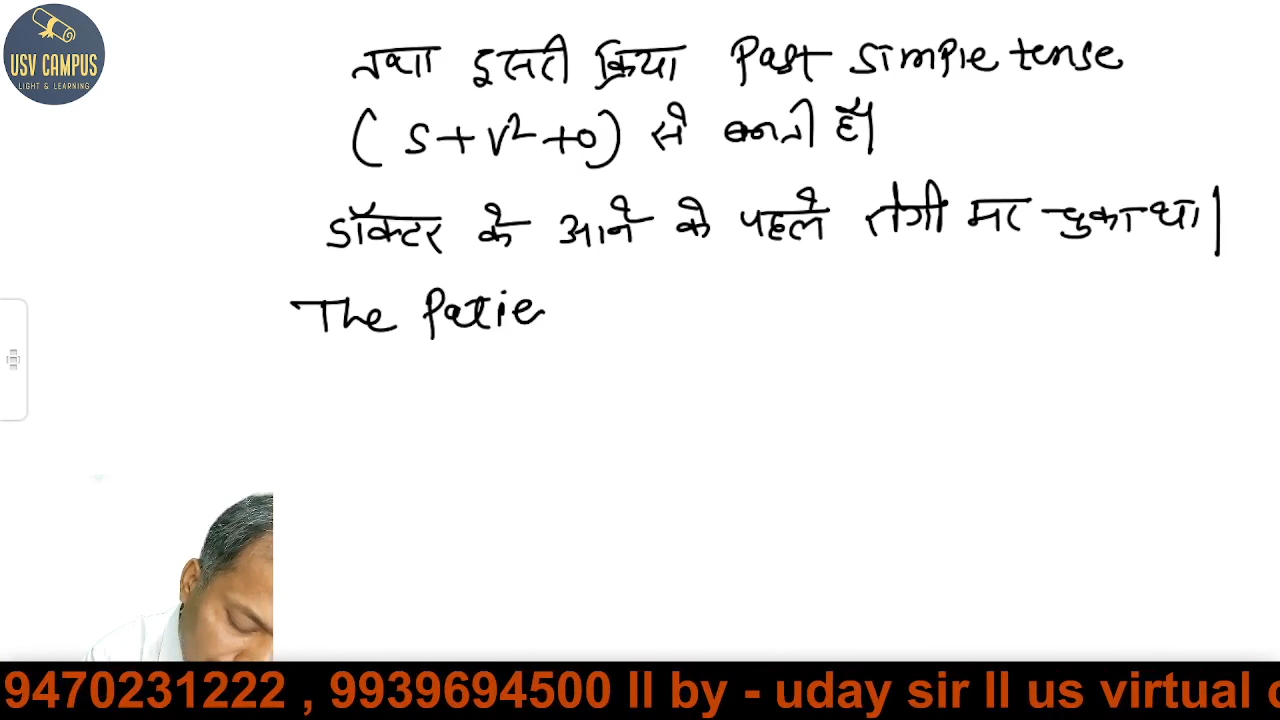 USV CAMPUS
LIGHT & LEARNING
तथा दूसरी क्रिया Past simple tense
(S+V²+O) से बनती है।
डॉक्टर के आने के पहले रोगी मर चुका था।
The Patie
9470231222 , 9939694500 ll by - uday sir ll us virtual c